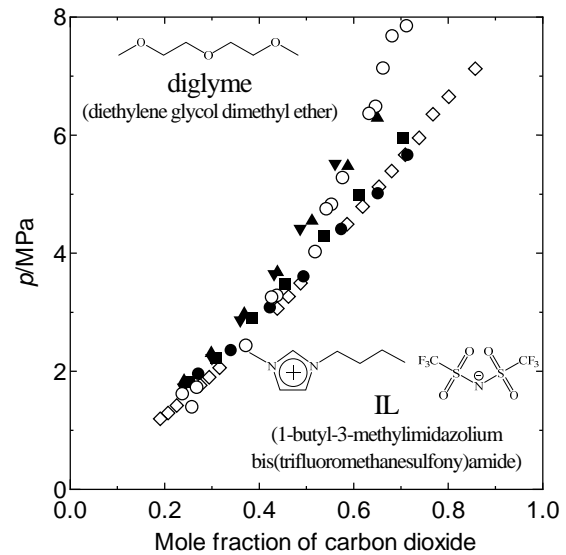 8
6
4
2
0
p/MPa
0.0 0.2 0.4 0.6 0.8 1.0
Mole fraction of carbon dioxide
O O O
diglyme
(diethylene glycol dimethyl ether)
N + N
F3C S O O N ⊖ S O O CF3
IL
(1-butyl-3-methylimidazolium
bis(trifluoromethanesulfony)amide)